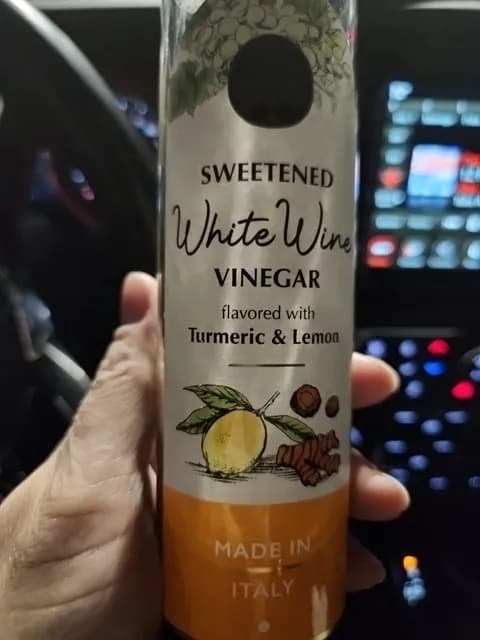 SWEETENED
White Wine
VINEGAR
flavored with
Turmeric & Lemon
MADE IN
ITALY